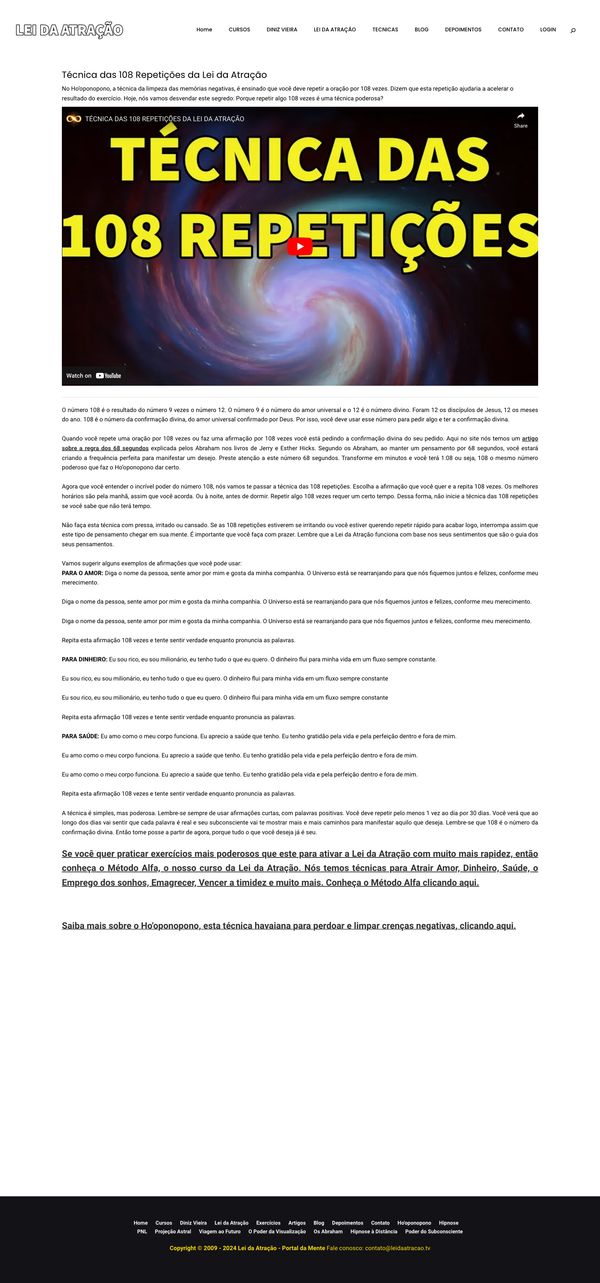 LEI DA ATRAÇÃO
Home CURSOS DINIZ VIEIRA LEI DA ATRAÇÃO TECNICAS BLOG DEPOIMENTOS CONTATO LOGIN
Técnica das 108 Repetições da Lei da Atração
No Ho'oponopono, a técnica da limpeza das memórias negativas, é ensinado que você deve repetir a oração por 108 vezes. Dizem que esta repetição ajudaria a acelerar o
resultado do exercício. Hoje, nós vamos desvendar este segredo: Porque repetir algo 108 vezes é uma técnica poderosa?
TÉCNICA DAS 108 REPETIÇÕES DA LEI DA ATRAÇÃO
Share
TÉCNICA DAS
108 REPETIÇÕES
Watch on YouTube
O número 108 é o resultado do número 9 vezes o número 12. O número 9 é o número do amor universal e o 12 é o número divino. Foram 12 os discípulos de Jesus, 12 os meses
do ano. 108 é o número da confirmação divina, do amor universal confirmado por Deus. Por isso, você deve usar esse número para pedir algo e ter a confirmação divina.
Quando você repete uma oração por 108 vezes ou faz uma afirmação por 108 vezes você está pedindo a confirmação divina do seu pedido. Aqui no site nós temos um artigo
sobre a regra dos 68 segundos explicada pelos Abraham nos livros de Jerry e Esther Hicks. Segundo os Abraham, ao manter um pensamento por 68 segundos, você estará
criando a frequência perfeita para manifestar um desejo. Preste atenção a este número 68 segundos. Transforme em minutos e você terá 1:08 ou seja, 108 o mesmo número
poderoso que faz o Ho'oponopono dar certo.
Agora que você entender o incrível poder do número 108, nós vamos te passar a técnica das 108 repetições. Escolha a afirmação que você quer e a repita 108 vezes. Os melhores
horários são pela manhã, assim que você acorda. Ou à noite, antes de dormir. Repetir algo 108 vezes requer um certo tempo. Dessa forma, não inicie a técnica das 108 repetições
se você sabe que não terá tempo.
Não faça esta técnica com pressa, irritado ou cansado. Se as 108 repetições estiverem se irritando ou você estiver querendo repetir rápido para acabar logo, interrompa assim que
este tipo de pensamento chegar em sua mente. É importante que você faça com prazer. Lembre que a Lei da Atração funciona com base nos seus sentimentos que são o guia dos
seus pensamentos.
Vamos sugerir alguns exemplos de afirmações que você pode usar:
PARA O AMOR: Diga o nome da pessoa, sente amor por mim e gosta da minha companhia. O Universo está se rearranjando para que nós fiquemos juntos e felizes, conforme meu
merecimento.
Diga o nome da pessoa, sente amor por mim e gosta da minha companhia. O Universo está se rearranjando para que nós fiquemos juntos e felizes, conforme meu merecimento.
Diga o nome da pessoa, sente amor por mim e gosta da minha companhia. O Universo está se rearranjando para que nós fiquemos juntos e felizes, conforme meu merecimento.
Repita esta afirmação 108 vezes e tente sentir verdade enquanto pronuncia as palavras.
PARA DINHEIRO: Eu sou rico, eu sou milionário, eu tenho tudo o que eu quero. O dinheiro flui para minha vida em um fluxo sempre constante.
Eu sou rico, eu sou milionário, eu tenho tudo o que eu quero. O dinheiro flui para minha vida em um fluxo sempre constante
Eu sou rico, eu sou milionário, eu tenho tudo o que eu quero. O dinheiro flui para minha vida em um fluxo sempre constante
Repita esta afirmação 108 vezes e tente sentir verdade enquanto pronuncia as palavras.
PARA SAÚDE: Eu amo como o meu corpo funciona. Eu aprecio a saúde que tenho. Eu tenho gratidão pela vida e pela perfeição dentro e fora de mim.
Eu amo como o meu corpo funciona. Eu aprecio a saúde que tenho. Eu tenho gratidão pela vida e pela perfeição dentro e fora de mim.
Eu amo como o meu corpo funciona. Eu aprecio a saúde que tenho. Eu tenho gratidão pela vida e pela perfeição dentro e fora de mim.
Repita esta afirmação 108 vezes e tente sentir verdade enquanto pronuncia as palavras.
A técnica é simples, mas poderosa. Lembre-se sempre de usar afirmações curtas, com palavras positivas. Você deve repetir pelo menos 1 vez ao dia por 30 dias. Você verá que ao
longo dos dias vai sentir que cada palavra é real e seu subconsciente vai te mostrar mais e mais caminhos para manifestar aquilo que deseja. Lembre-se que 108 é o número da
confirmação divina. Então tome posse a partir de agora, porque tudo o que você deseja já é seu.
Se você quer praticar exercícios mais poderosos que este para ativar a Lei da Atração com muito mais rapidez, então
conheça o Método Alfa, o nosso curso da Lei da Atração. Nós temos técnicas para Atrair Amor, Dinheiro, Saúde, o
Emprego dos sonhos, Emagrecer, Vencer a timidez e muito mais. Conheça o Método Alfa clicando aqui.
Saiba mais sobre o Ho'oponopono, esta técnica havaiana para perdoar e limpar crenças negativas, clicando aqui.
Home Cursos Diniz Vieira Lei da Atração Exercícios Artigos Blog Depoimentos Contato Ho'oponopono Hipnose
PNL Projeção Astral Viagem ao Futuro O Poder da Visualização Os Abraham Hipnose à Distância Poder do Subconsciente
Copyright © 2009 - 2024 Lei da Atração - Portal da Mente Fale conosco: contato@leidaatracao.tv